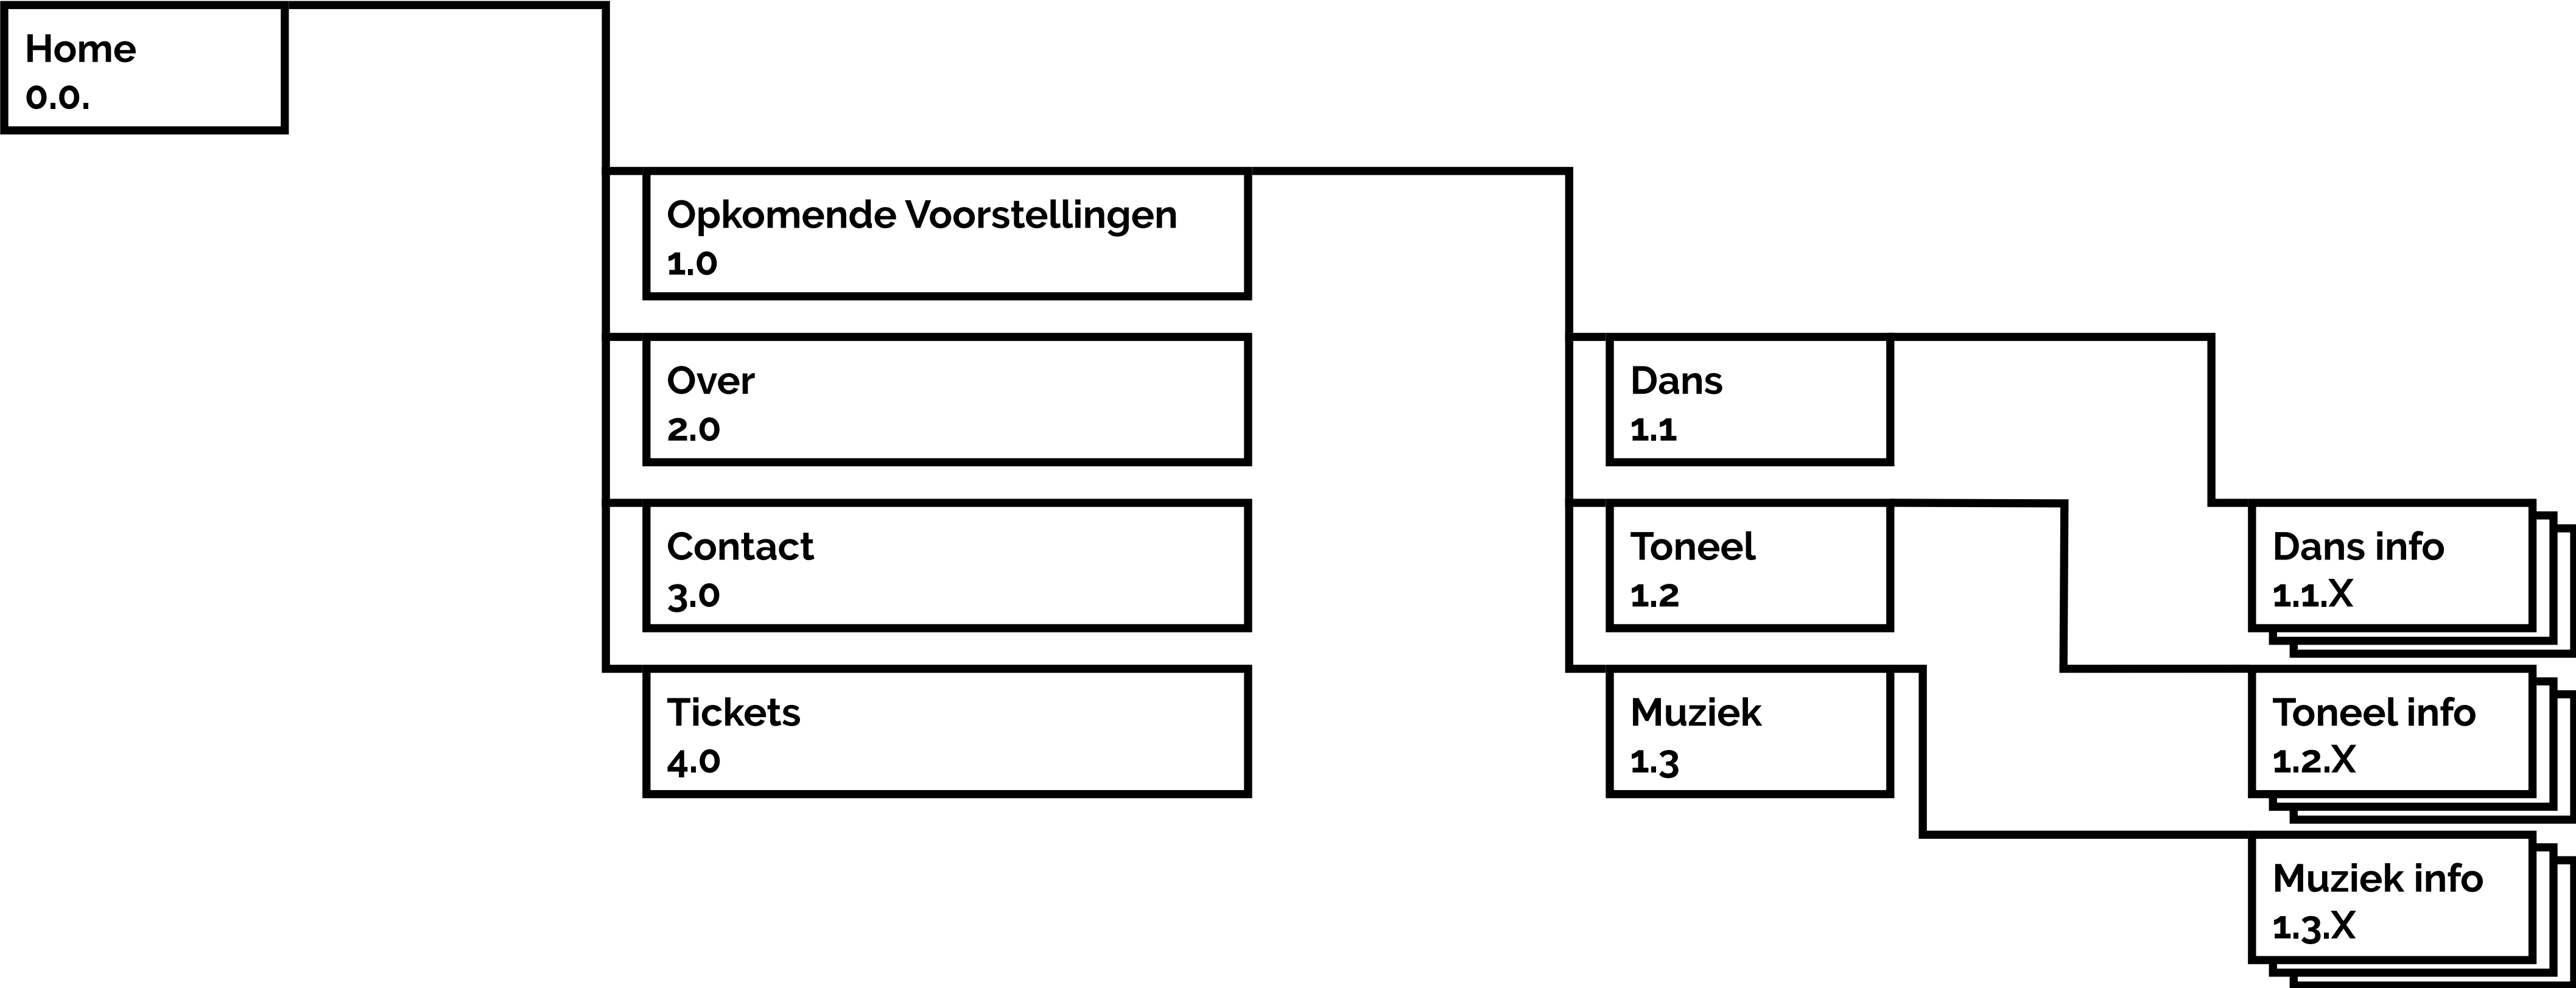 Home
0.0.
Opkomende Voorstellingen
1.0
Over
2.0
Contact
3.0
Tickets
4.0
Dans
1.1
Toneel
1.2
Muziek
1.3
Dans info
1.1.X
Toneel info
1.2.X
Muziek info
1.3.X